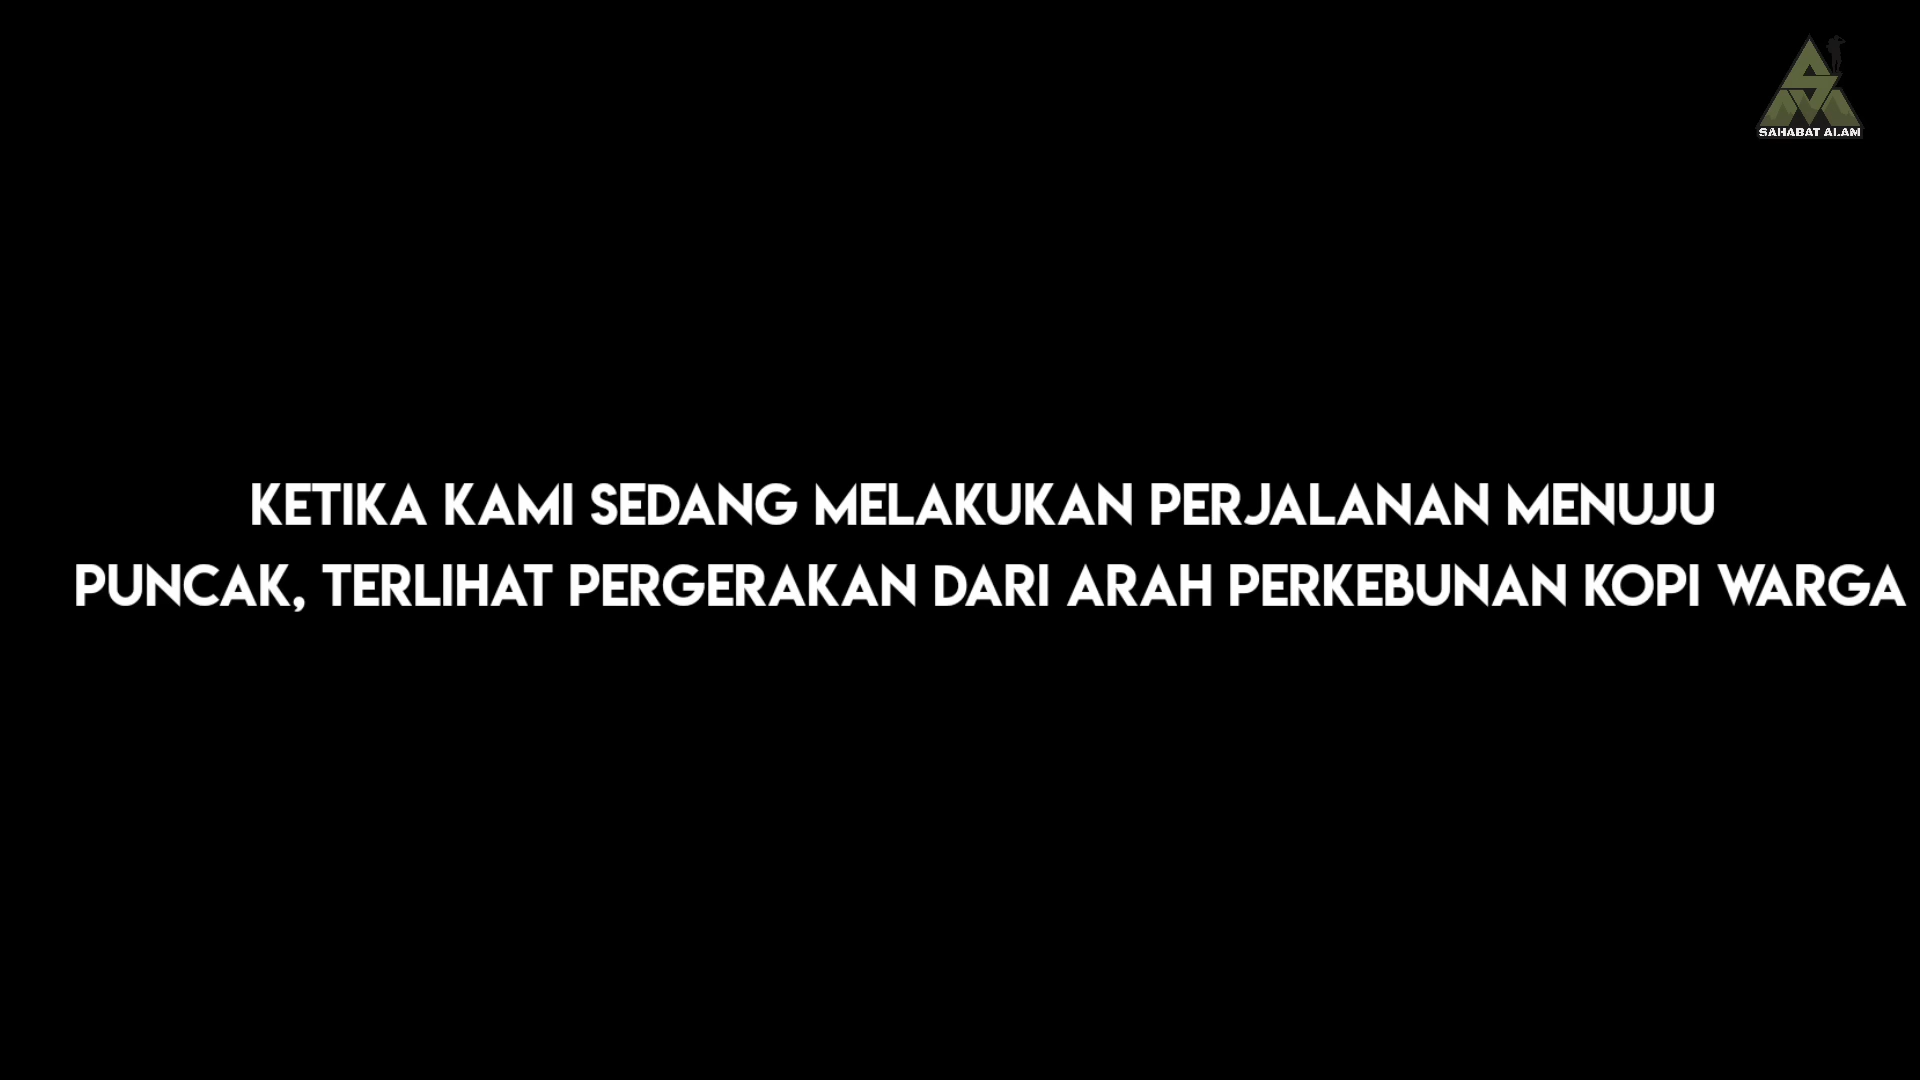 SAHABAT ALAM
KETIKA KAMI SEDANG MELAKUKAN PERJALANAN MENUJU
PUNCAK, TERLIHAT PERGERAKAN DARI ARAH PERKEBUNAN KOPI WARGA